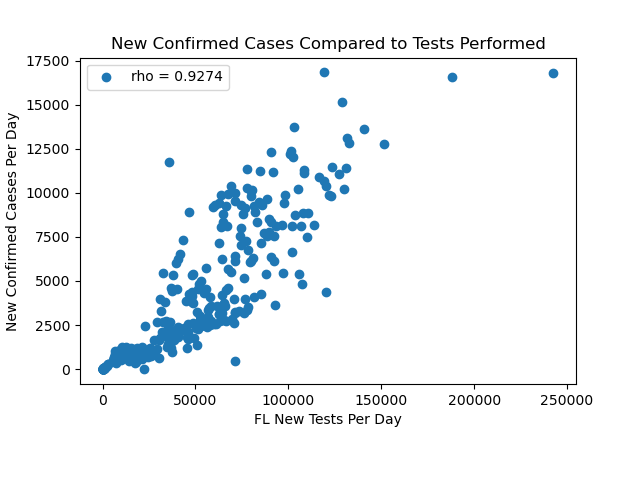 New Confirmed Cases Compared to Tests Performed
rho = 0.9274
New Confirmed Caeses Per Day
17500
15000
12500
10000
7500
5000
2500
0
0 50000 100000 150000 200000 250000
FL New Tests Per Day